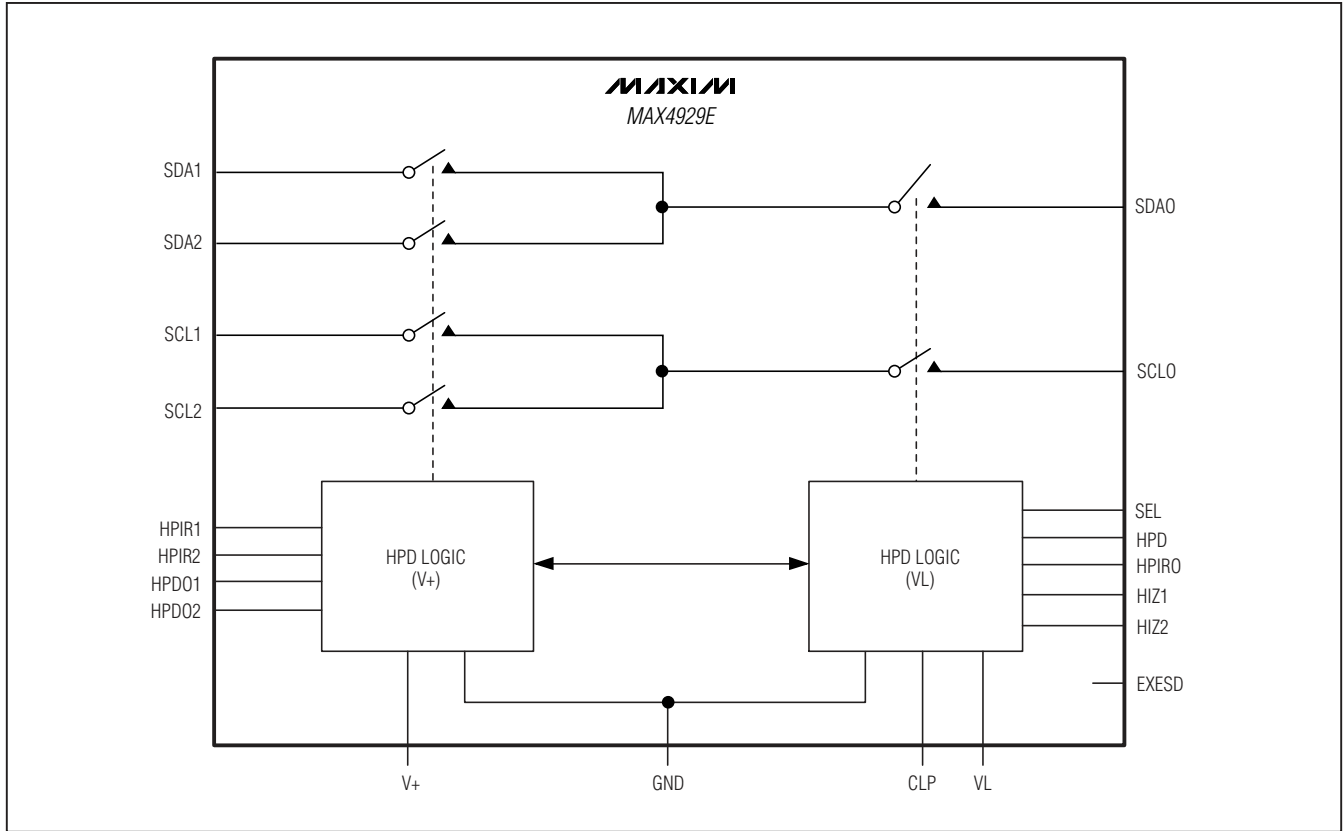 MAXIM
MAX4929E
SDA1
SDA2
SCL1
SCL2
SDAO
SCLO
HPIR1
HPIR2
HPDO1
HPDO2
HPD LOGIC
(V+)
HPD LOGIC
(VL)
SEL
HPD
HPIRO
HIZ1
HIZ2
EXESD
V+
GND
CLP
VL